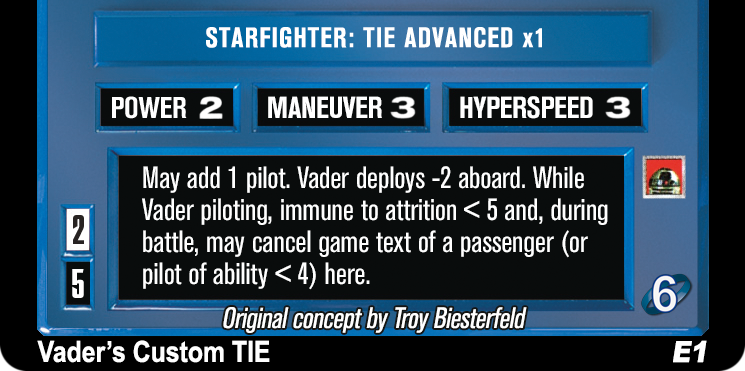 STARFIGHTER: TIE ADVANCED x1
POWER 2 MANEUVER 3 HYPERSPEED 3
May add 1 pilot. Vader deploys -2 aboard. While
Vader piloting, immune to attrition < 5 and, during
battle, may cancel game text of a passenger (or
pilot of ability < 4) here.
2
5
6
Original concept by Troy Biesterfeld
Vader's Custom TIE E1